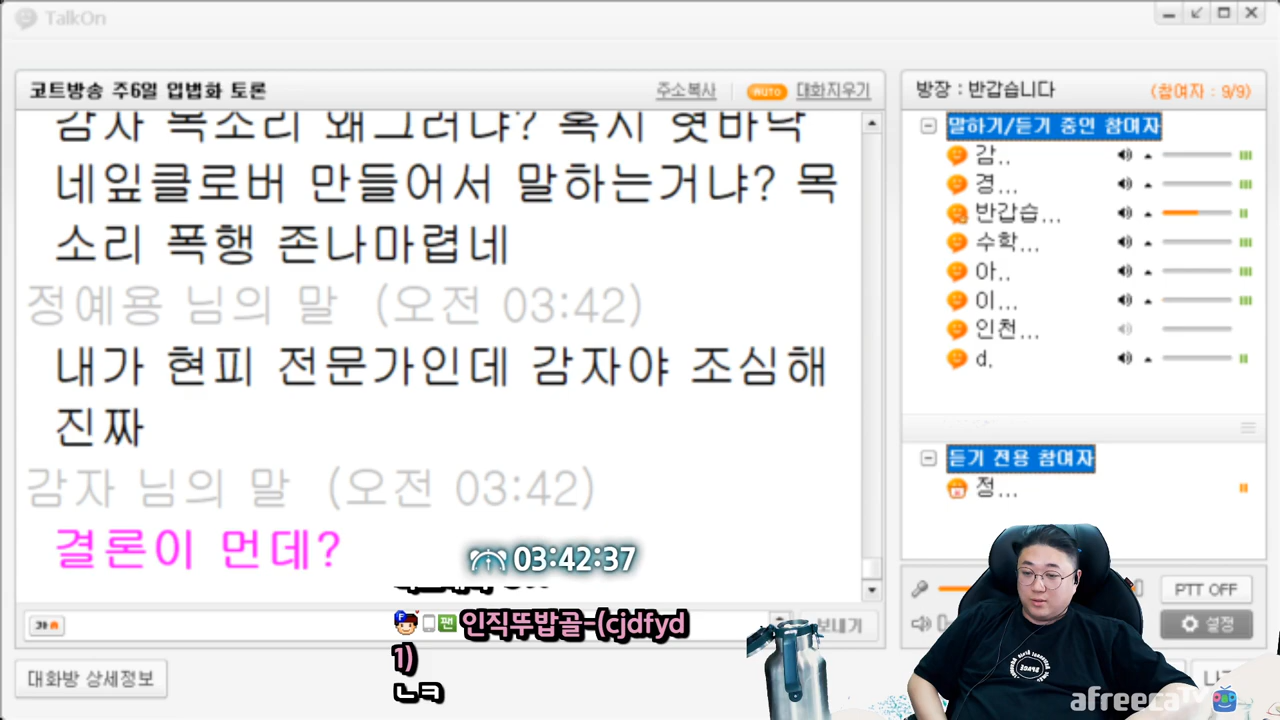 TalkOn
코트방송 주6일 입법화 토론
주소복사
AUTO
대화지우기
감자 목소리 왜그러냐? 혹시 혓바닥
네잎클로버 만들어서 말하는거냐? 목
소리 폭행 존나마렵네
정예용 님의 말 (오전 03:42)
내가 현피 전문가인데 감자야 조심해
진짜
감자 님의 말 (오전 03:42)
결론이 먼데?
03:42:37
팬 인직뚜밥골-(cjdfyd
1)
ㄴㅋ
가
보내기
대화방 상세정보
방장 : 반갑습니다
(참여자 : 9/9)
말하기/듣기 중인 참여자
감..
경...
반갑습...
수학...
아..
이...
인천...
d.
듣기 전용 참여자
정...
PTT OFF
설정
afreecaTV